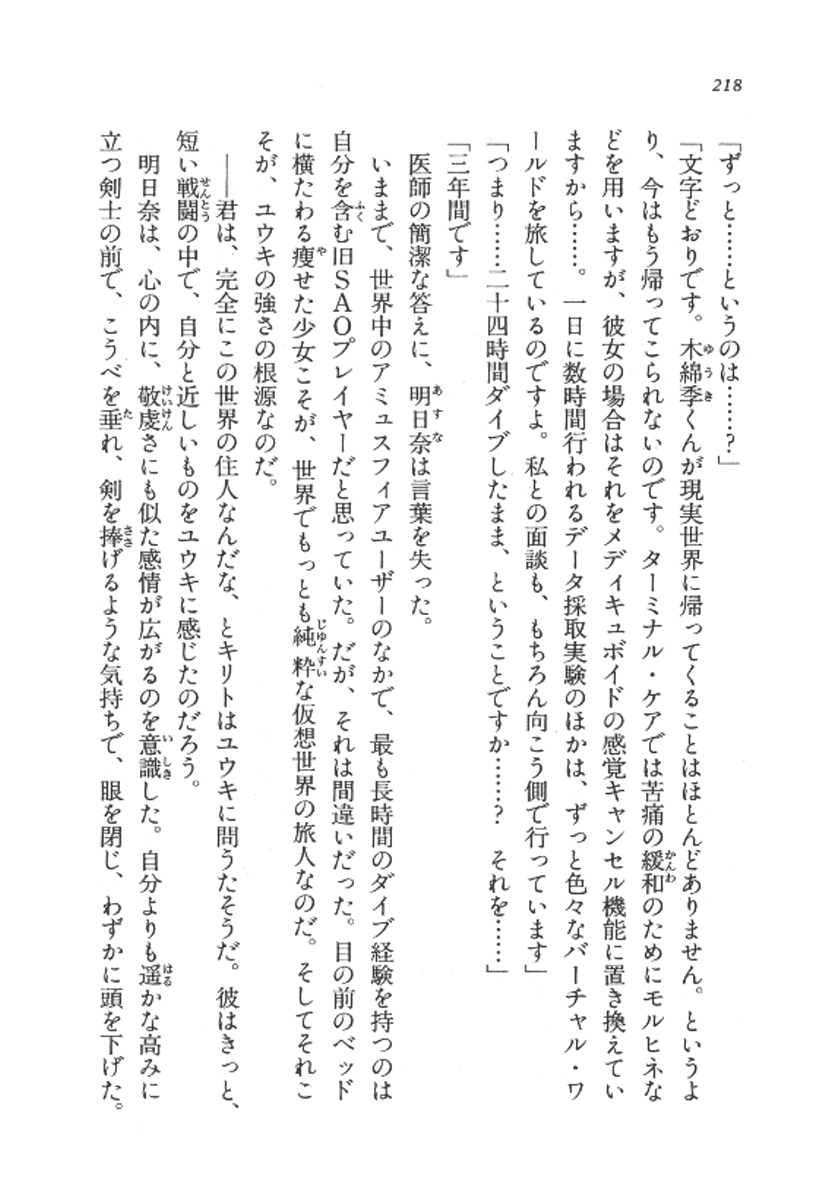 218
「ずっと……というのは……？」
「文字どおりです。木綿季くんが現実世界に帰ってくることはほとんどありません。というよ
り、今はもう帰ってこられないのです。ターミナル・ケアでは苦痛の緩和のためにモルヒネな
どを用いますが、彼女の場合はそれをメディキュボイドの感覚キャンセル機能に置き換えてい
ますから……。一日に数時間行われるデータ採取実験のほかは、ずっと色々なバーチャル・ワ
ールドを旅しているのですよ。私との面談も、もちろん向こう側で行っています」
「つまり……二十四時間ダイブしたまま、ということですか……？　それを……」
「三年間です」
医師の簡潔な答えに、明日奈は言葉を失った。
いままで、世界中のアミュスフィアユーザーのなかで、最も長時間のダイブ経験を持つのは
自分を含む旧ＳＡＯプレイヤーだと思っていた。だが、それは間違いだった。目の前のベッド
に横たわる痩せた少女こそが、世界でもっとも純粋な仮想世界の旅人なのだ。そしてそれこ
そが、ユウキの強さの根源なのだ。
――君は、完全にこの世界の住人なんだな、とキリトはユウキに問うたそうだ。彼はきっと、
短い戦闘の中で、自分と近しいものをユウキに感じたのだろう。
明日奈は、心の内に、敬虔さにも似た感情が広がるのを意識した。自分よりも遥かな高みに
立つ剣士の前で、こうべを垂れ、剣を捧げるような気持ちで、眼を閉じ、わずかに頭を下げた。